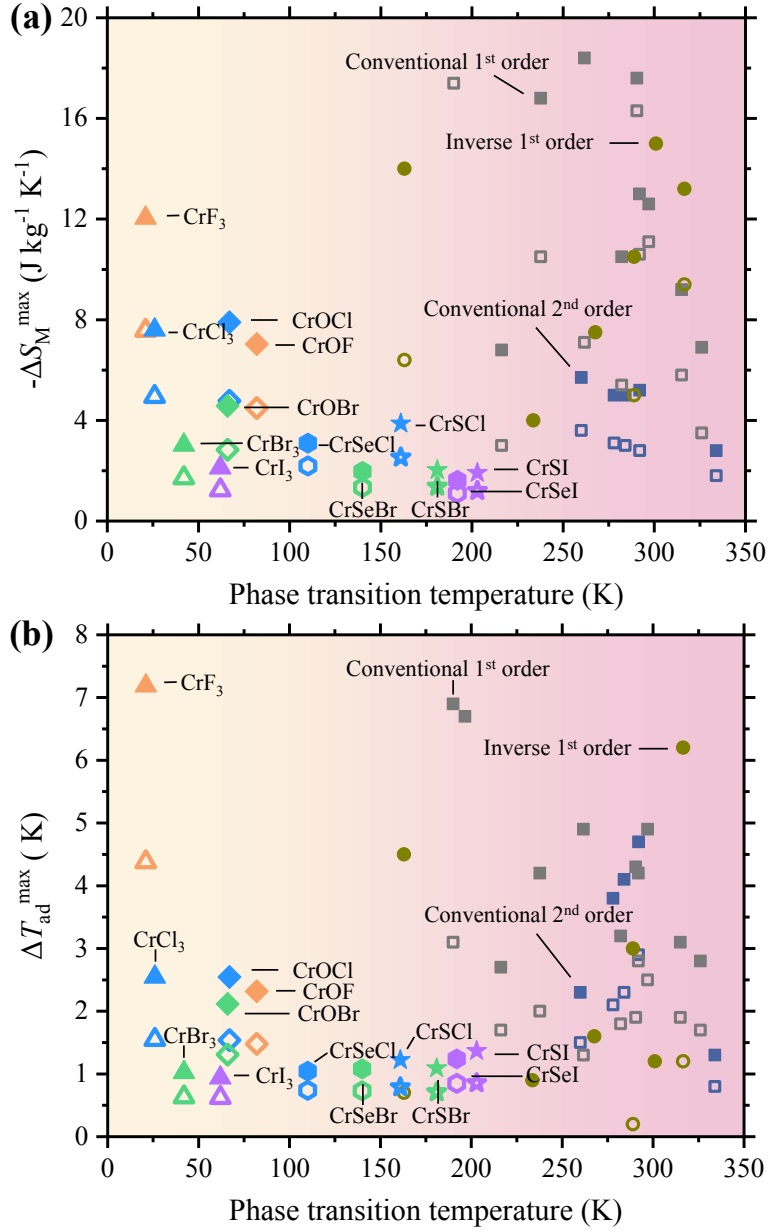 (a)
20
16
12
8
4
0
-ΔS_M^max (J kg⁻¹ K⁻¹)
Conventional 1st order
Inverse 1st order
CrF₃
CrOCl
CrCl₃
CrOF
Conventional 2nd order
CrOBr
CrSCl
CrBr₃
CrSeCl
CrI₃
CrSI
CrSeI
CrSeBr
CrSBr
0 50 100 150 200 250 300 350
Phase transition temperature (K)
(b)
8
7
6
5
4
3
2
1
0
ΔT_ad^max ( K)
Conventional 1st order
CrF₃
Inverse 1st order
Conventional 2nd order
CrCl₃
CrOCl
CrOF
CrOBr
CrSCl
CrBr₃
CrSeCl
CrSI
CrI₃
CrSeI
CrSeBr
CrSBr
0 50 100 150 200 250 300 350
Phase transition temperature (K)